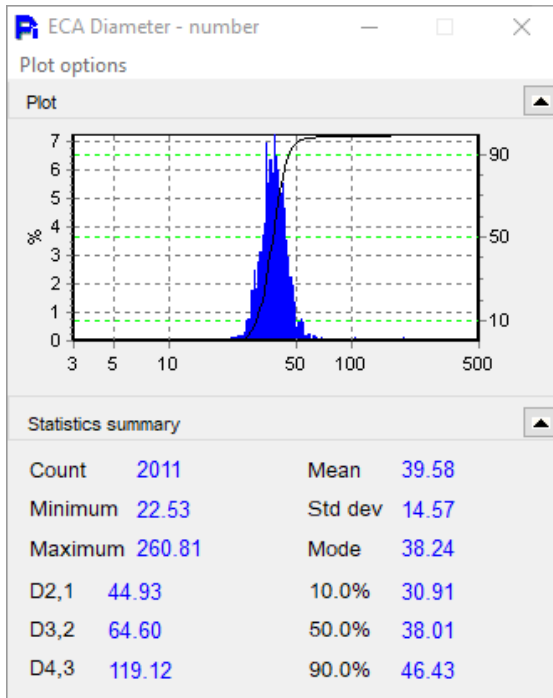 ECA Diameter - number
Plot options
Plot
7
6
5
4
3
2
1
0
%
90
50
10
3 5 10 50 100 500
Statistics summary
Count 2011 Mean 39.58
Minimum 22.53 Std dev 14.57
Maximum 260.81 Mode 38.24
D2,1 44.93 10.0% 30.91
D3,2 64.60 50.0% 38.01
D4,3 119.12 90.0% 46.43